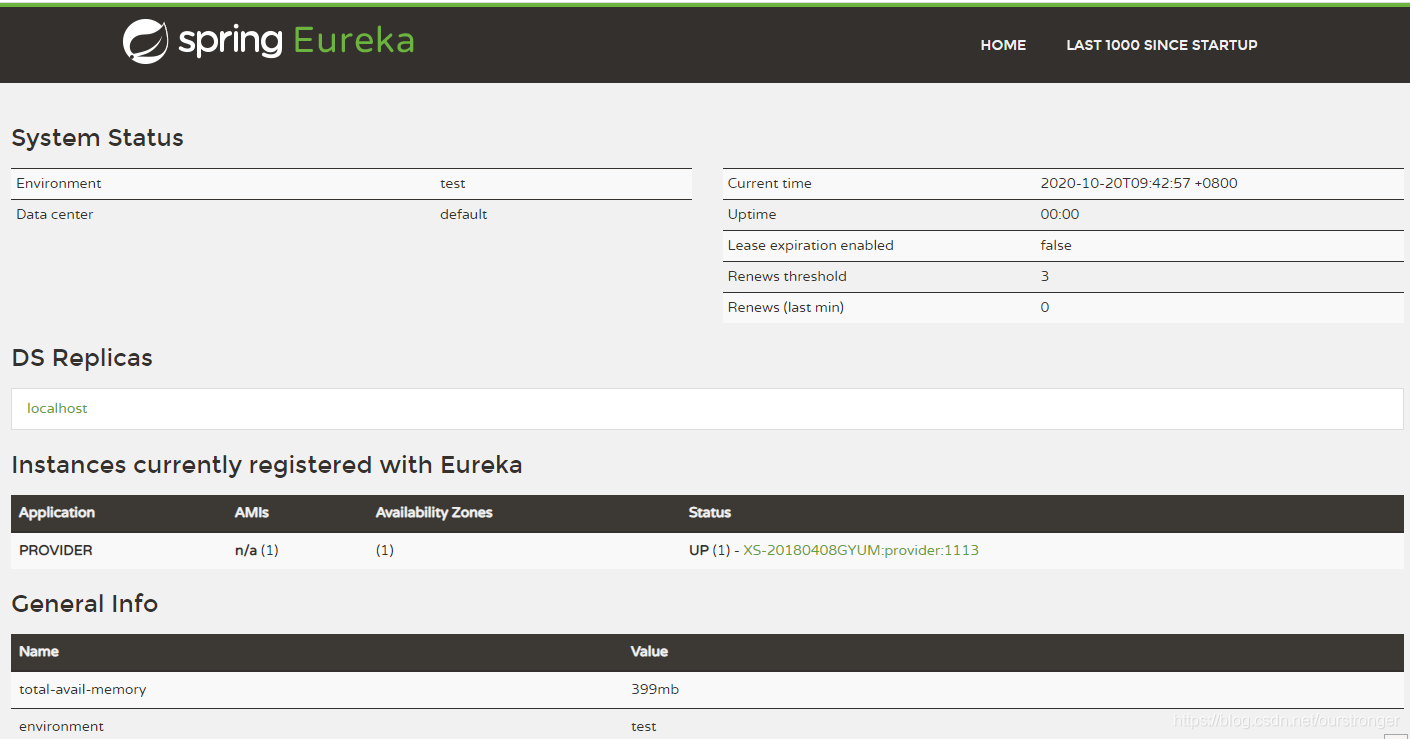 spring Eureka HOME LAST 1000 SINCE STARTUP
System Status
Environment test
Data center default
Current time 2020-10-20T09:42:57 +0800
Uptime 00:00
Lease expiration enabled false
Renews threshold 3
Renews (last min) 0
DS Replicas
localhost
Instances currently registered with Eureka
Application AMIs Availability Zones Status
PROVIDER n/a (1) (1) UP (1) - XS-20180408GYUM:provider:1113
General Info
Name Value
total-avail-memory 399mb
environment test
https://blog.csdn.net/ourstronger